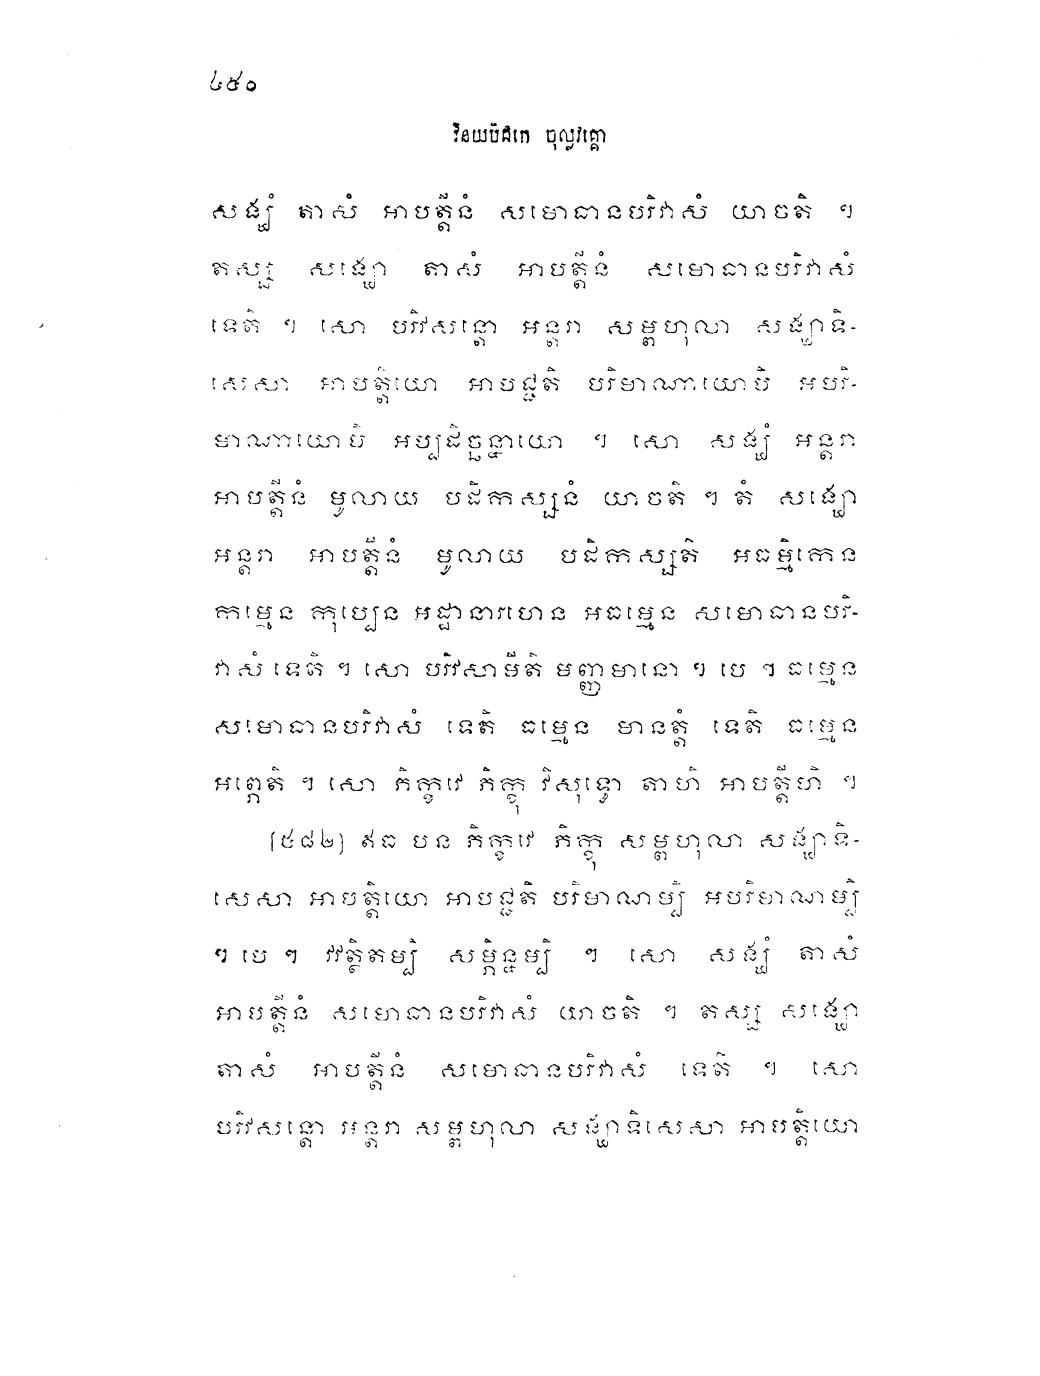 ៤៥០
វិនយបិដកេ ចុល្លវគ្គោ
សង្ឃំ តាសំ អាបត្តីនំ សមោធានបរិវាសំ យាចតិ ។
តស្ស សង្ឃោ តាសំ អាបត្តីនំ សមោធានបរិវាសំ
ទេតិ ។ សោ បរិវសន្តោ អន្តរា សម្ពហុលា សង្ឃាទិ-
សេសា អាបត្តិយោ អាបជ្ជតិ បរិមាណាយោបិ អបរិ-
មាណាយោបិ អប្បដិច្ឆន្នាយោ ។ សោ សង្ឃំ អន្តរា
អាបត្តីនំ មូលាយ បដិកស្សនំ យាចតិ ។ តំ សង្ឃោ
អន្តរា អាបត្តីនំ មូលាយ បដិកស្សតិ អធម្មិកេន
កម្មេន កុប្បេន អដ្ឋានារហេន អធម្មេន សមោធានបរិ-
វាសំ ទេតិ ។ សោ បរិវសាមីតិ មញ្ញមានោ ។ បេ ។ ធម្មេន
សមោធានបរិវាសំ ទេតិ ធម្មេន មានត្តំ ទេតិ ធម្មេន
អព្ភេតិ ។ សោ ភិក្ខវេ ភិក្ខុ វិសុទ្ធោ តាហិ អាបត្តីហិ ។
[៥៨២] ឥធ បន ភិក្ខវេ ភិក្ខុ សម្ពហុលា សង្ឃាទិ-
សេសា អាបត្តិយោ អាបជ្ជតិ បរិមាណម្បិ អបរិមាណម្បិ
។ បេ ។ វវត្ថិតម្បិ សម្ភិន្នម្បិ ។ សោ សង្ឃំ តាសំ
អាបត្តីនំ សមោធានបរិវាសំ យាចតិ ។ តស្ស សង្ឃោ
តាសំ អាបត្តីនំ សមោធានបរិវាសំ ទេតិ ។ សោ
បរិវសន្តោ អន្តរា សម្ពហុលា សង្ឃាទិសេសា អាបត្តិយោ